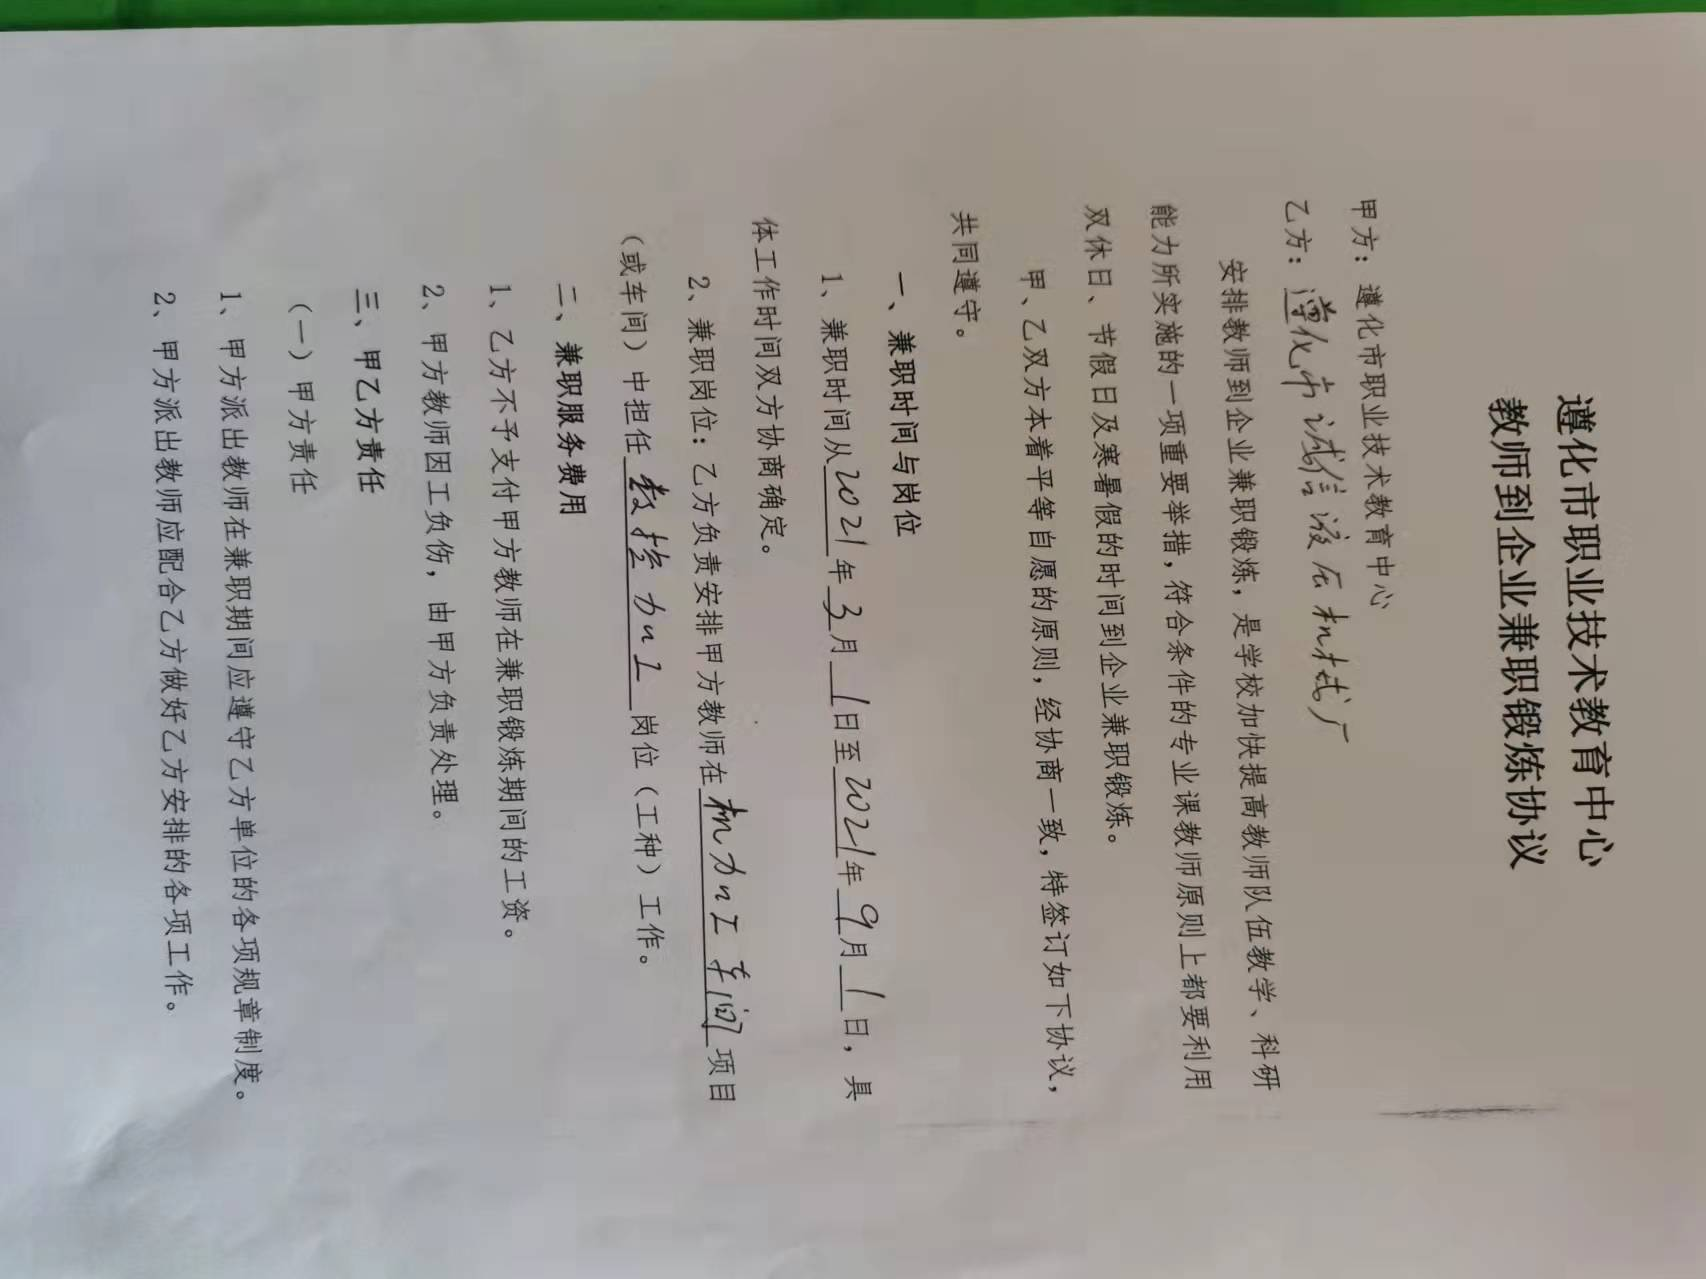 遵化市职业技术教育中心
教师到企业兼职锻炼协议
甲方：遵化市职业技术教育中心
乙方：遵化市诚信液压机械厂
安排教师到企业兼职锻炼，是学校加快提高教师队伍教学、科研
能力所实施的一项重要举措，符合条件的专业课教师原则上都要利用
双休日、节假日及寒暑假的时间到企业兼职锻炼。
甲、乙双方本着平等自愿的原则，经协商一致，特签订如下协议，
共同遵守。
一、兼职时间与岗位
1、兼职时间从2021年3月1日至2021年9月1日，具
体工作时间双方协商确定。
2、兼职岗位：乙方负责安排甲方教师在机加工车间项目
（或车间）中担任数控加工岗位（工种）工作。
二、兼职服务费用
1、乙方不予支付甲方教师在兼职锻炼期间的工资。
2、甲方教师因工负伤，由甲方负责处理。
三、甲乙方责任
（一）甲方责任
1、甲方派出教师在兼职期间应遵守乙方单位的各项规章制度。
2、甲方派出教师应配合乙方做好乙方安排的各项工作。